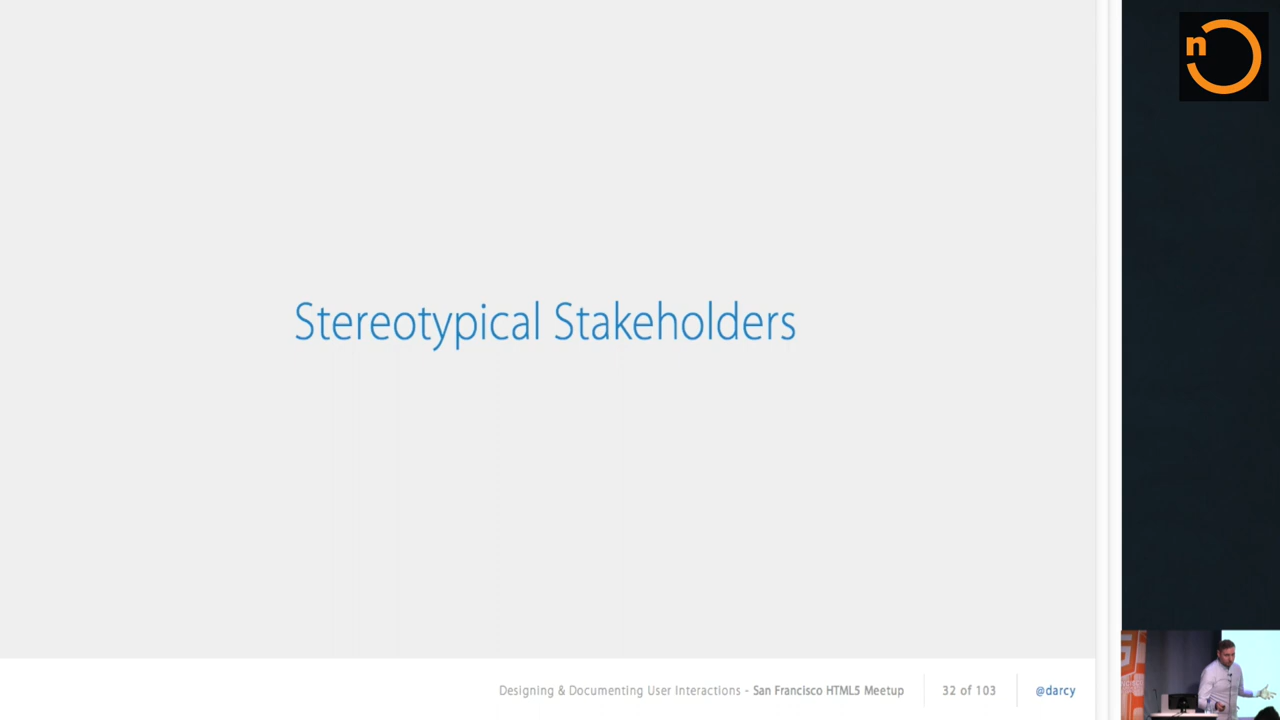 n
Stereotypical Stakeholders
Designing & Documenting User Interactions - San Francisco HTML5 Meetup
32 of 103
@darcy